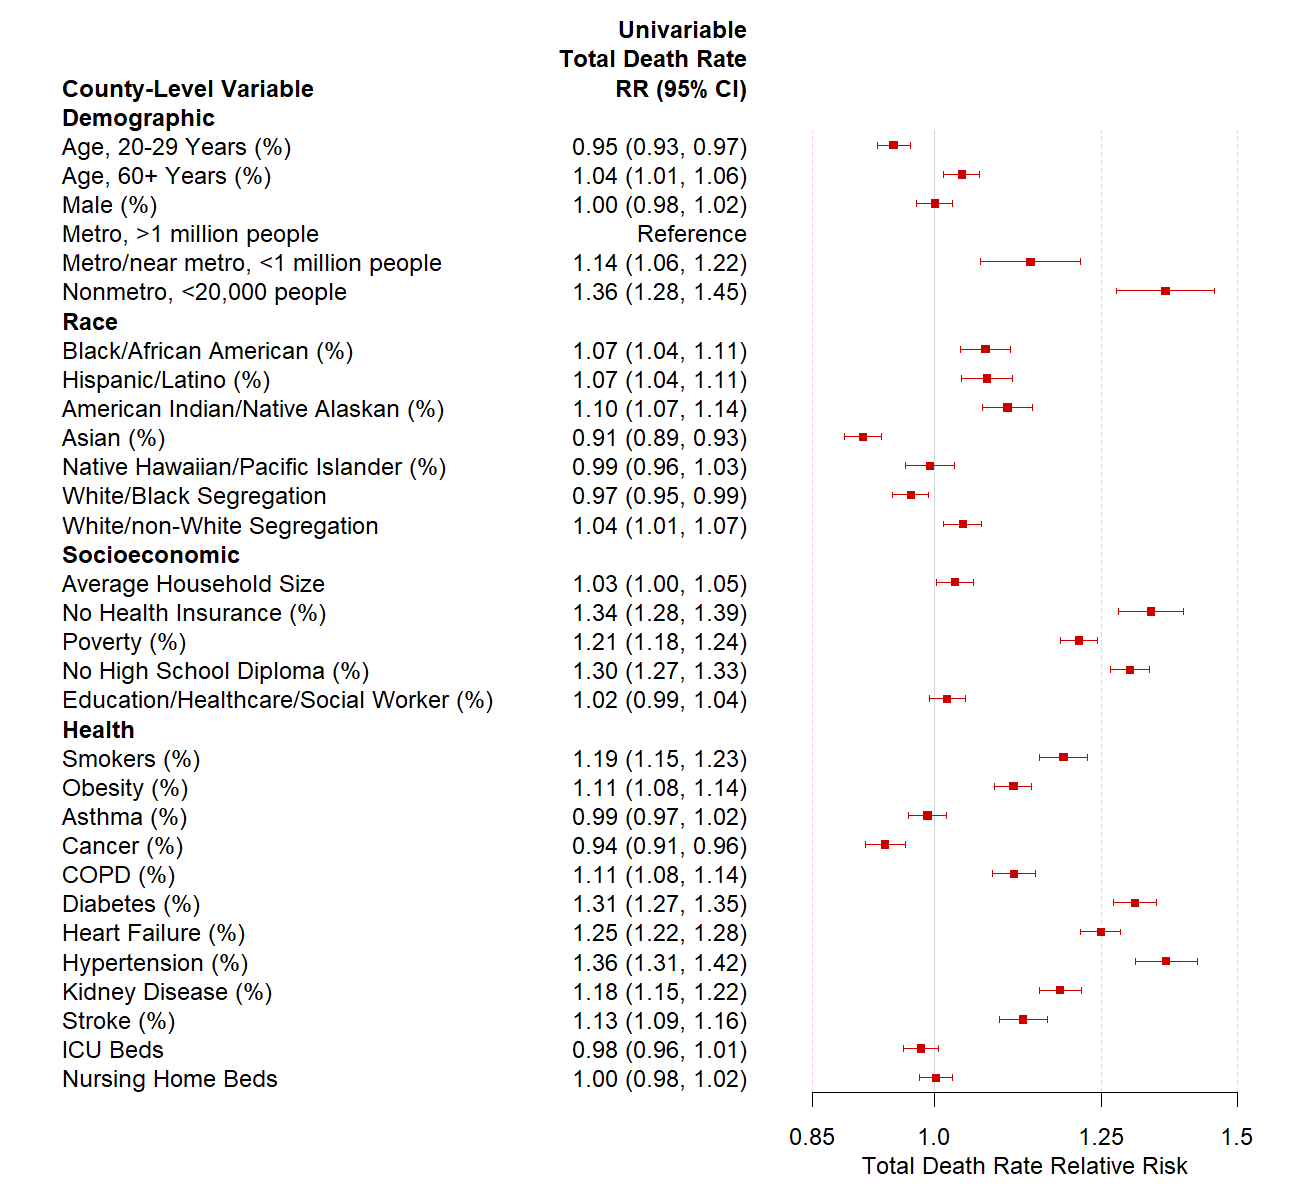 Univariable
Total Death Rate
County-Level Variable RR (95% CI)
Demographic
Age, 20-29 Years (%) 0.95 (0.93, 0.97)
Age, 60+ Years (%) 1.04 (1.01, 1.06)
Male (%) 1.00 (0.98, 1.02)
Metro, >1 million people Reference
Metro/near metro, <1 million people 1.14 (1.06, 1.22)
Nonmetro, <20,000 people 1.36 (1.28, 1.45)
Race
Black/African American (%) 1.07 (1.04, 1.11)
Hispanic/Latino (%) 1.07 (1.04, 1.11)
American Indian/Native Alaskan (%) 1.10 (1.07, 1.14)
Asian (%) 0.91 (0.89, 0.93)
Native Hawaiian/Pacific Islander (%) 0.99 (0.96, 1.03)
White/Black Segregation 0.97 (0.95, 0.99)
White/non-White Segregation 1.04 (1.01, 1.07)
Socioeconomic
Average Household Size 1.03 (1.00, 1.05)
No Health Insurance (%) 1.34 (1.28, 1.39)
Poverty (%) 1.21 (1.18, 1.24)
No High School Diploma (%) 1.30 (1.27, 1.33)
Education/Healthcare/Social Worker (%) 1.02 (0.99, 1.04)
Health
Smokers (%) 1.19 (1.15, 1.23)
Obesity (%) 1.11 (1.08, 1.14)
Asthma (%) 0.99 (0.97, 1.02)
Cancer (%) 0.94 (0.91, 0.96)
COPD (%) 1.11 (1.08, 1.14)
Diabetes (%) 1.31 (1.27, 1.35)
Heart Failure (%) 1.25 (1.22, 1.28)
Hypertension (%) 1.36 (1.31, 1.42)
Kidney Disease (%) 1.18 (1.15, 1.22)
Stroke (%) 1.13 (1.09, 1.16)
ICU Beds 0.98 (0.96, 1.01)
Nursing Home Beds 1.00 (0.98, 1.02)
0.85 1.0 1.25 1.5
Total Death Rate Relative Risk